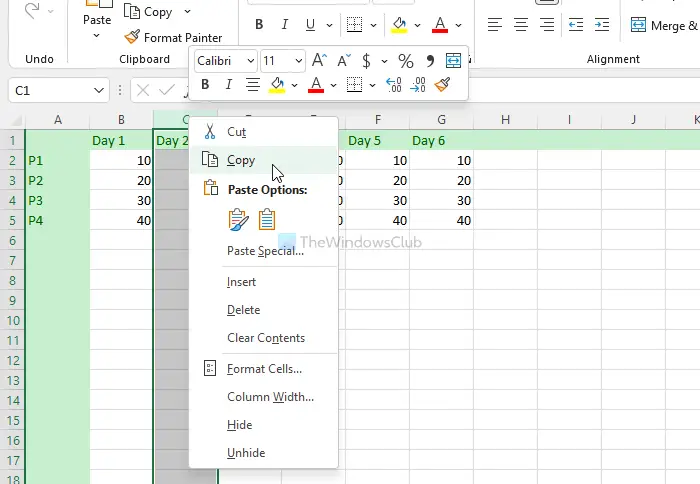 Undo
Paste
Copy
Format Painter
Clipboard
B I U A
Merge &
Alignment
Calibri 11 A A $ % ,
B I A
C1
A B C F G H I J K
1 Day 1 Day 2 Day 5 Day 6
2 P1 10 0 10 10
3 P2 20 0 20 20
4 P3 30 0 30 30
5 P4 40 0 40 40
6
7
8
9
10
11
12
13
14
15
16
17
18
Cut
Copy
Paste Options:
TheWindowsClub
Paste Special...
Insert
Delete
Clear Contents
Format Cells...
Column Width...
Hide
Unhide